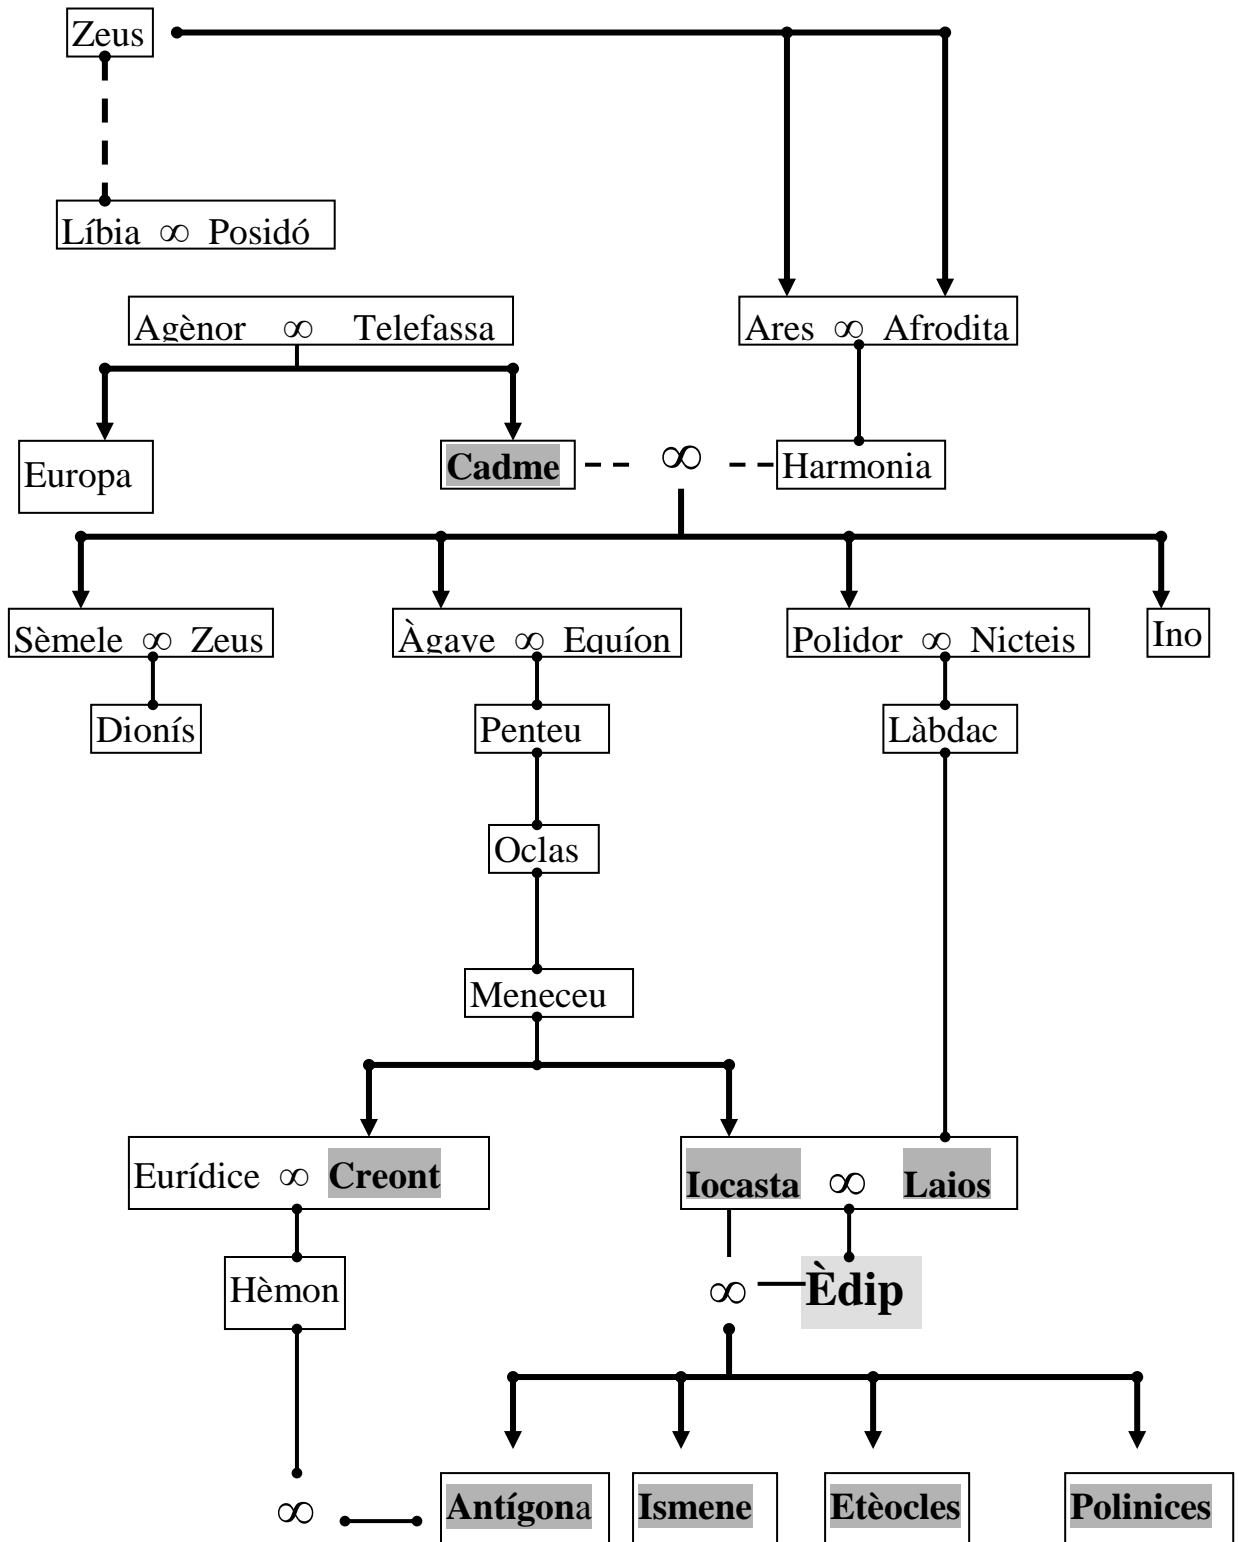 Zeus
Líbia ∞ Posidó
Agènor ∞ Telefassa
Ares ∞ Afrodita
Europa
Cadme ∞ Harmonia
Sèmele ∞ Zeus
Àgave ∞ Equíon
Polidor ∞ Nicteis
Ino
Dionís
Penteu
Làbdac
Oclas
Meneceu
Eurídice ∞ Creont
Iocasta ∞ Laios
Hèmon
∞ Èdip
∞
Antígona
Ismene
Etèocles
Polinices